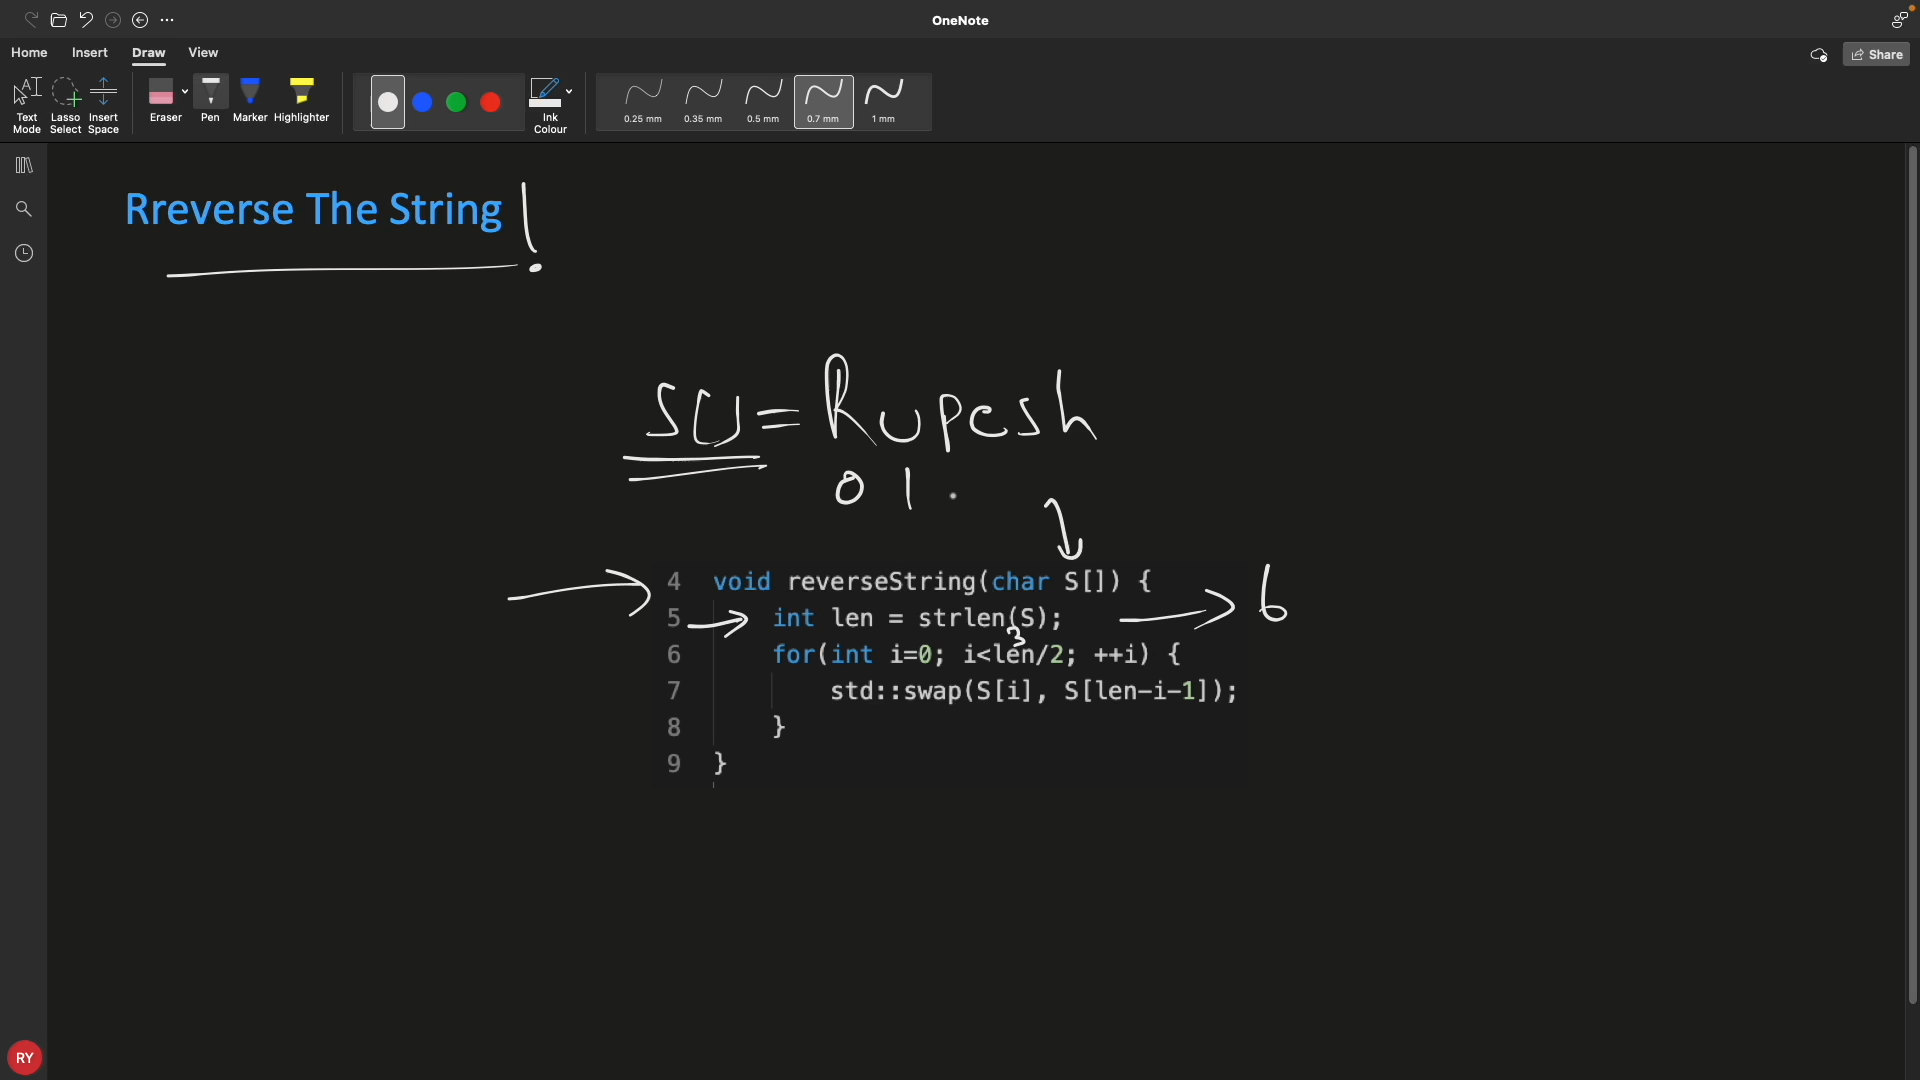 OneNote
Home Insert Draw View
Share
Text Mode
Lasso Select
Insert Space
Eraser
Pen
Marker
Highlighter
Ink Colour
0.25 mm
0.35 mm
0.5 mm
0.7 mm
1 mm
Rreverse The String !
S[] = Rupesh
0 1
4 void reverseString(char S[]) {
5 int len = strlen(S); 6
3
6 for(int i=0; i<len/2; ++i) {
7 std::swap(S[i], S[len-i-1]);
8 }
9 }
RY